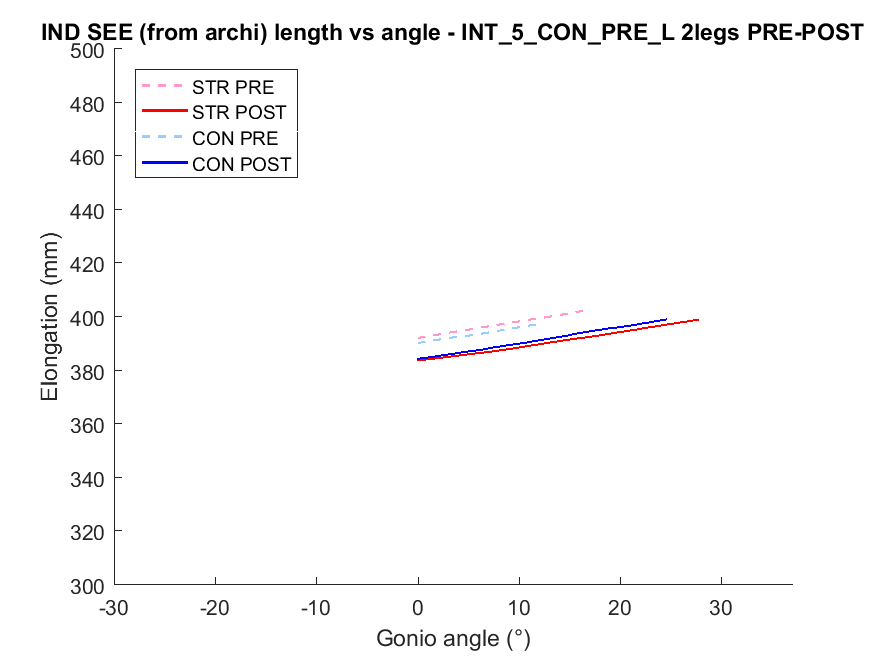 IND SEE (from archi) length vs angle - INT_5_CON_PRE_L 2legs PRE-POST
500
480
460
440
420
400
380
360
340
320
300
Elongation (mm)
STR PRE
STR POST
CON PRE
CON POST
-30
-20
-10
0
10
20
30
Gonio angle (°)